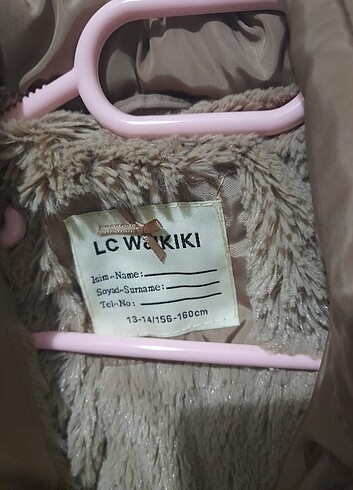 LC WaIKIKI
İsim-Name:
Soyad-Surname:
Tel-No:
13-14/156-160cm